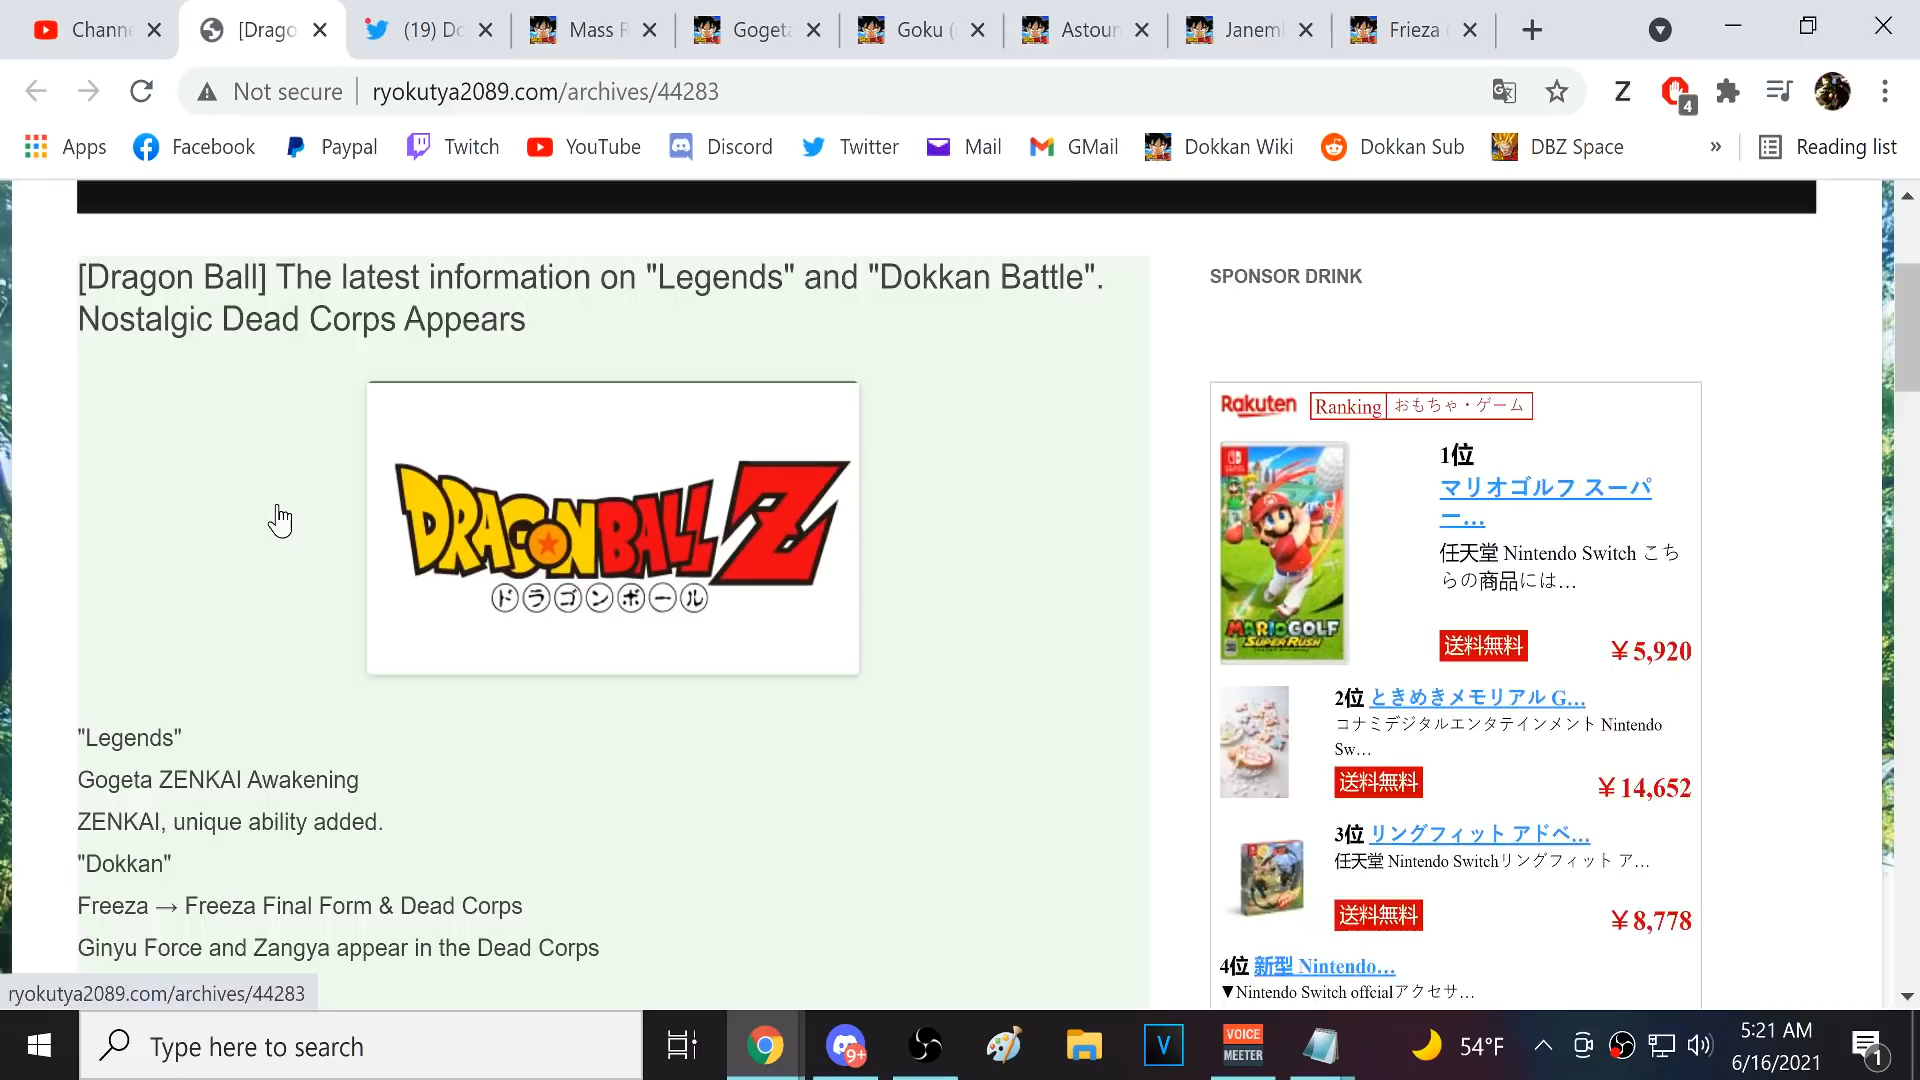 Chann
[Drago
(19) Do
Mass R
Gogeta
Goku (
Astoun
Janem
Frieza
Not secure
ryokutya2089.com/archives/44283
Z
4
Apps
Facebook
Paypal
Twitch
YouTube
Discord
Twitter
Mail
GMail
Dokkan Wiki
Dokkan Sub
DBZ Space
»
Reading list
[Dragon Ball] The latest information on "Legends" and "Dokkan Battle".
Nostalgic Dead Corps Appears
DRAGONBALL Z
ドラゴンボール
"Legends"
Gogeta ZENKAI Awakening
ZENKAI, unique ability added.
"Dokkan"
Freeza → Freeza Final Form & Dead Corps
Ginyu Force and Zangya appear in the Dead Corps
SPONSOR DRINK
Rakuten Ranking おもちゃ・ゲーム
1位
マリオゴルフ スーパ
ー…
任天堂 Nintendo Switch こち
らの商品には…
MARIO GOLF
SUPER RUSH
送料無料
￥5,920
2位 ときめきメモリアル G…
コナミデジタルエンタテインメント Nintendo
Sw…
送料無料
￥14,652
3位 リングフィット アドベ…
任天堂 Nintendo Switchリングフィット ア…
送料無料
￥8,778
4位 新型 Nintendo…
▼Nintendo Switch offcialアクセサ…
ryokutya2089.com/archives/44283
Type here to search
9+
V
VOICE
MEETER
54°F
5:21 AM
6/16/2021
1